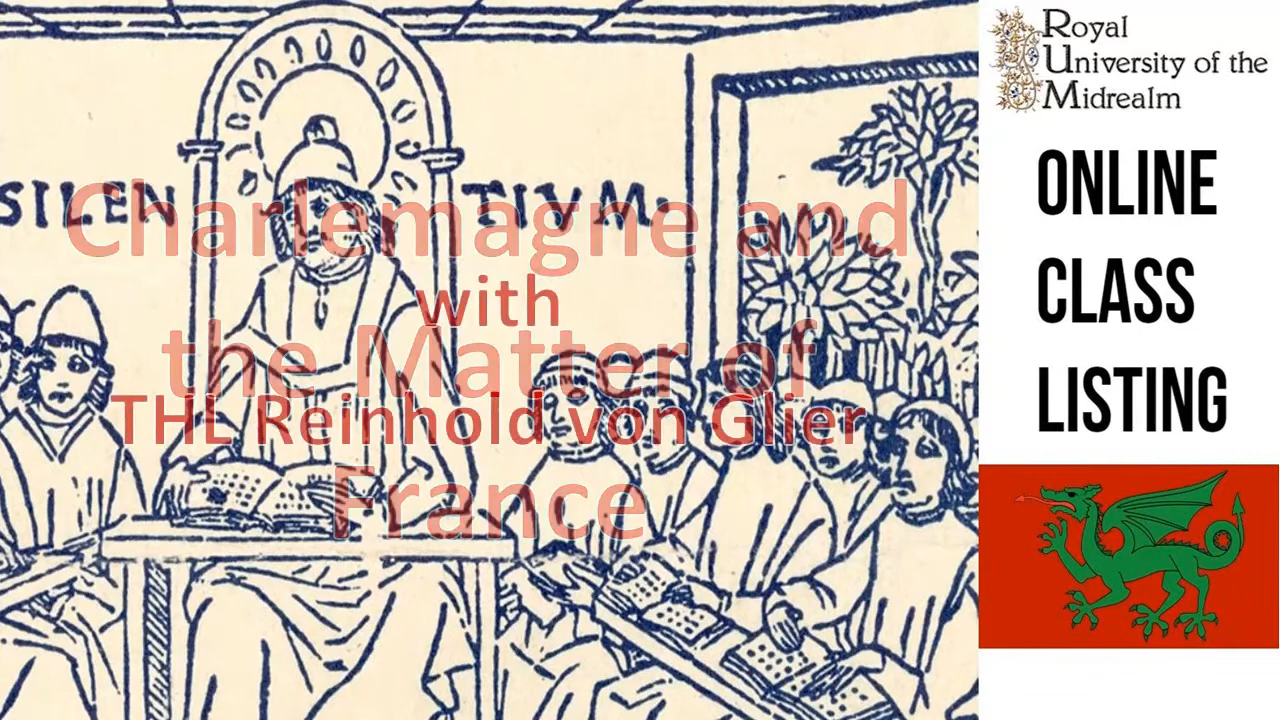 Royal
University of the
Midrealm
ONLINE
CLASS
LISTING
SILEN TIVM.
Charlemagne and
the Matter of
France
with
THL Reinhold von Glier